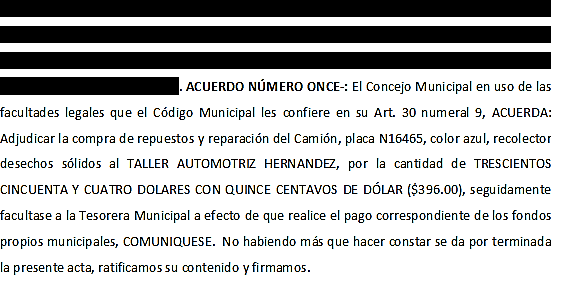 . ACUERDO NÚMERO ONCE-: El Concejo Municipal en uso de las
facultades legales que el Código Municipal les confiere en su Art. 30 numeral 9, ACUERDA:
Adjudicar la compra de repuestos y reparación del Camión, placa N16465, color azul, recolector
desechos sólidos al TALLER AUTOMOTRIZ HERNANDEZ, por la cantidad de TRESCIENTOS
CINCUENTA Y CUATRO DOLARES CON QUINCE CENTAVOS DE DÓLAR ($396.00), seguidamente
facultase a la Tesorera Municipal a efecto de que realice el pago correspondiente de los fondos
propios municipales, COMUNIQUESE. No habiendo más que hacer constar se da por terminada
la presente acta, ratificamos su contenido y firmamos.